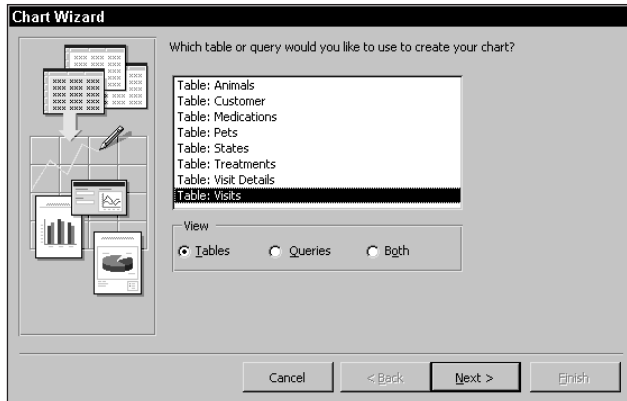 Chart Wizard
Which table or query would you like to use to create your chart?
Table: Animals
Table: Customer
Table: Medications
Table: Pets
Table: States
Table: Treatments
Table: Visit Details
Table: Visits
View
Tables Queries Both
Cancel < Back Next > Finish